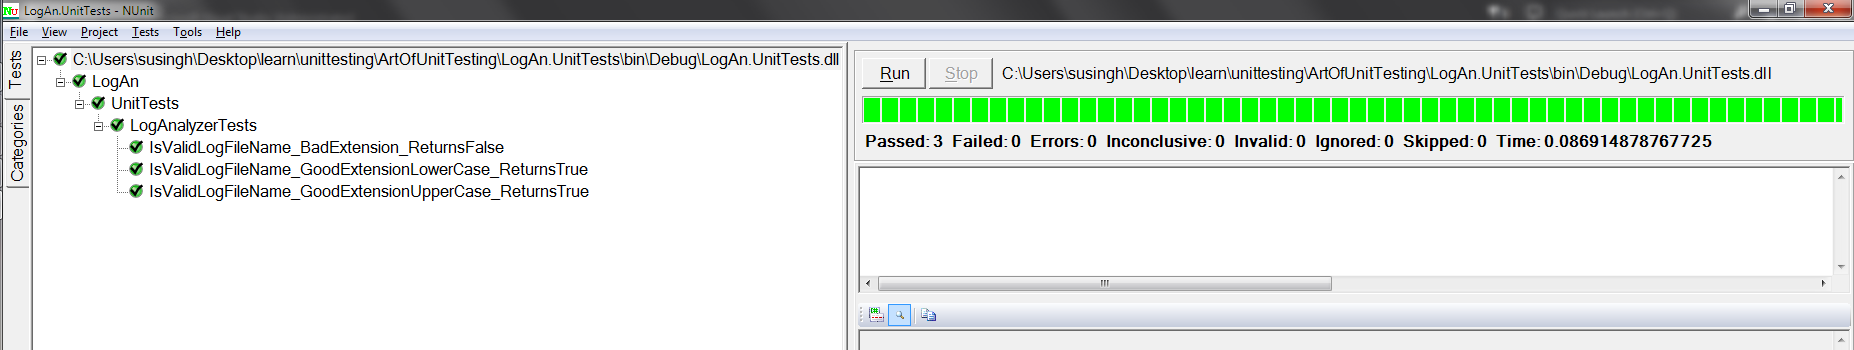 LogAn.UnitTests - NUnit
File View Project Tests Tools Help
Tests
Categories
C:\Users\susingh\Desktop\learn\unittesting\ArtOfUnitTesting\LogAn.UnitTests\bin\Debug\LogAn.UnitTests.dll
LogAn
UnitTests
LogAnalyzerTests
IsValidLogFileName_BadExtension_ReturnsFalse
IsValidLogFileName_GoodExtensionLowerCase_ReturnsTrue
IsValidLogFileName_GoodExtensionUpperCase_ReturnsTrue
Run Stop C:\Users\susingh\Desktop\learn\unittesting\ArtOfUnitTesting\LogAn.UnitTests\bin\Debug\LogAn.UnitTests.dll
Passed: 3 Failed: 0 Errors: 0 Inconclusive: 0 Invalid: 0 Ignored: 0 Skipped: 0 Time: 0.086914878767725